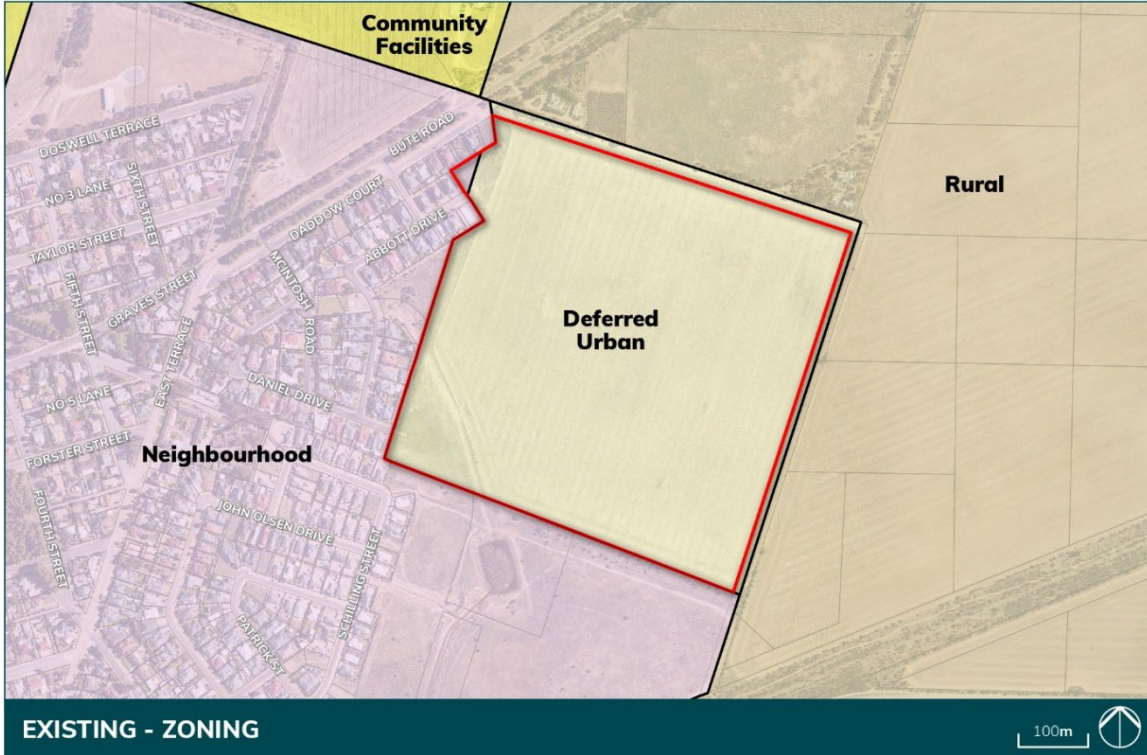 Community
Facilities
DOSWELL TERRACE
BUTE ROAD
NO 3 LANE
SIXTH STREET
DADDOW COURT
Rural
TAYLOR STREET
ABBOTT DRIVE
MCINTOSH ROAD
FIFTH STREET
GRAVES STREET
Deferred
Urban
EAST TERRACE
DANIEL DRIVE
NO 5 LANE
FORSTER STREET
Neighbourhood
FOURTH STREET
JOHN OLSEN DRIVE
SCHILLING STREET
PATRICK ST
EXISTING - ZONING
100m